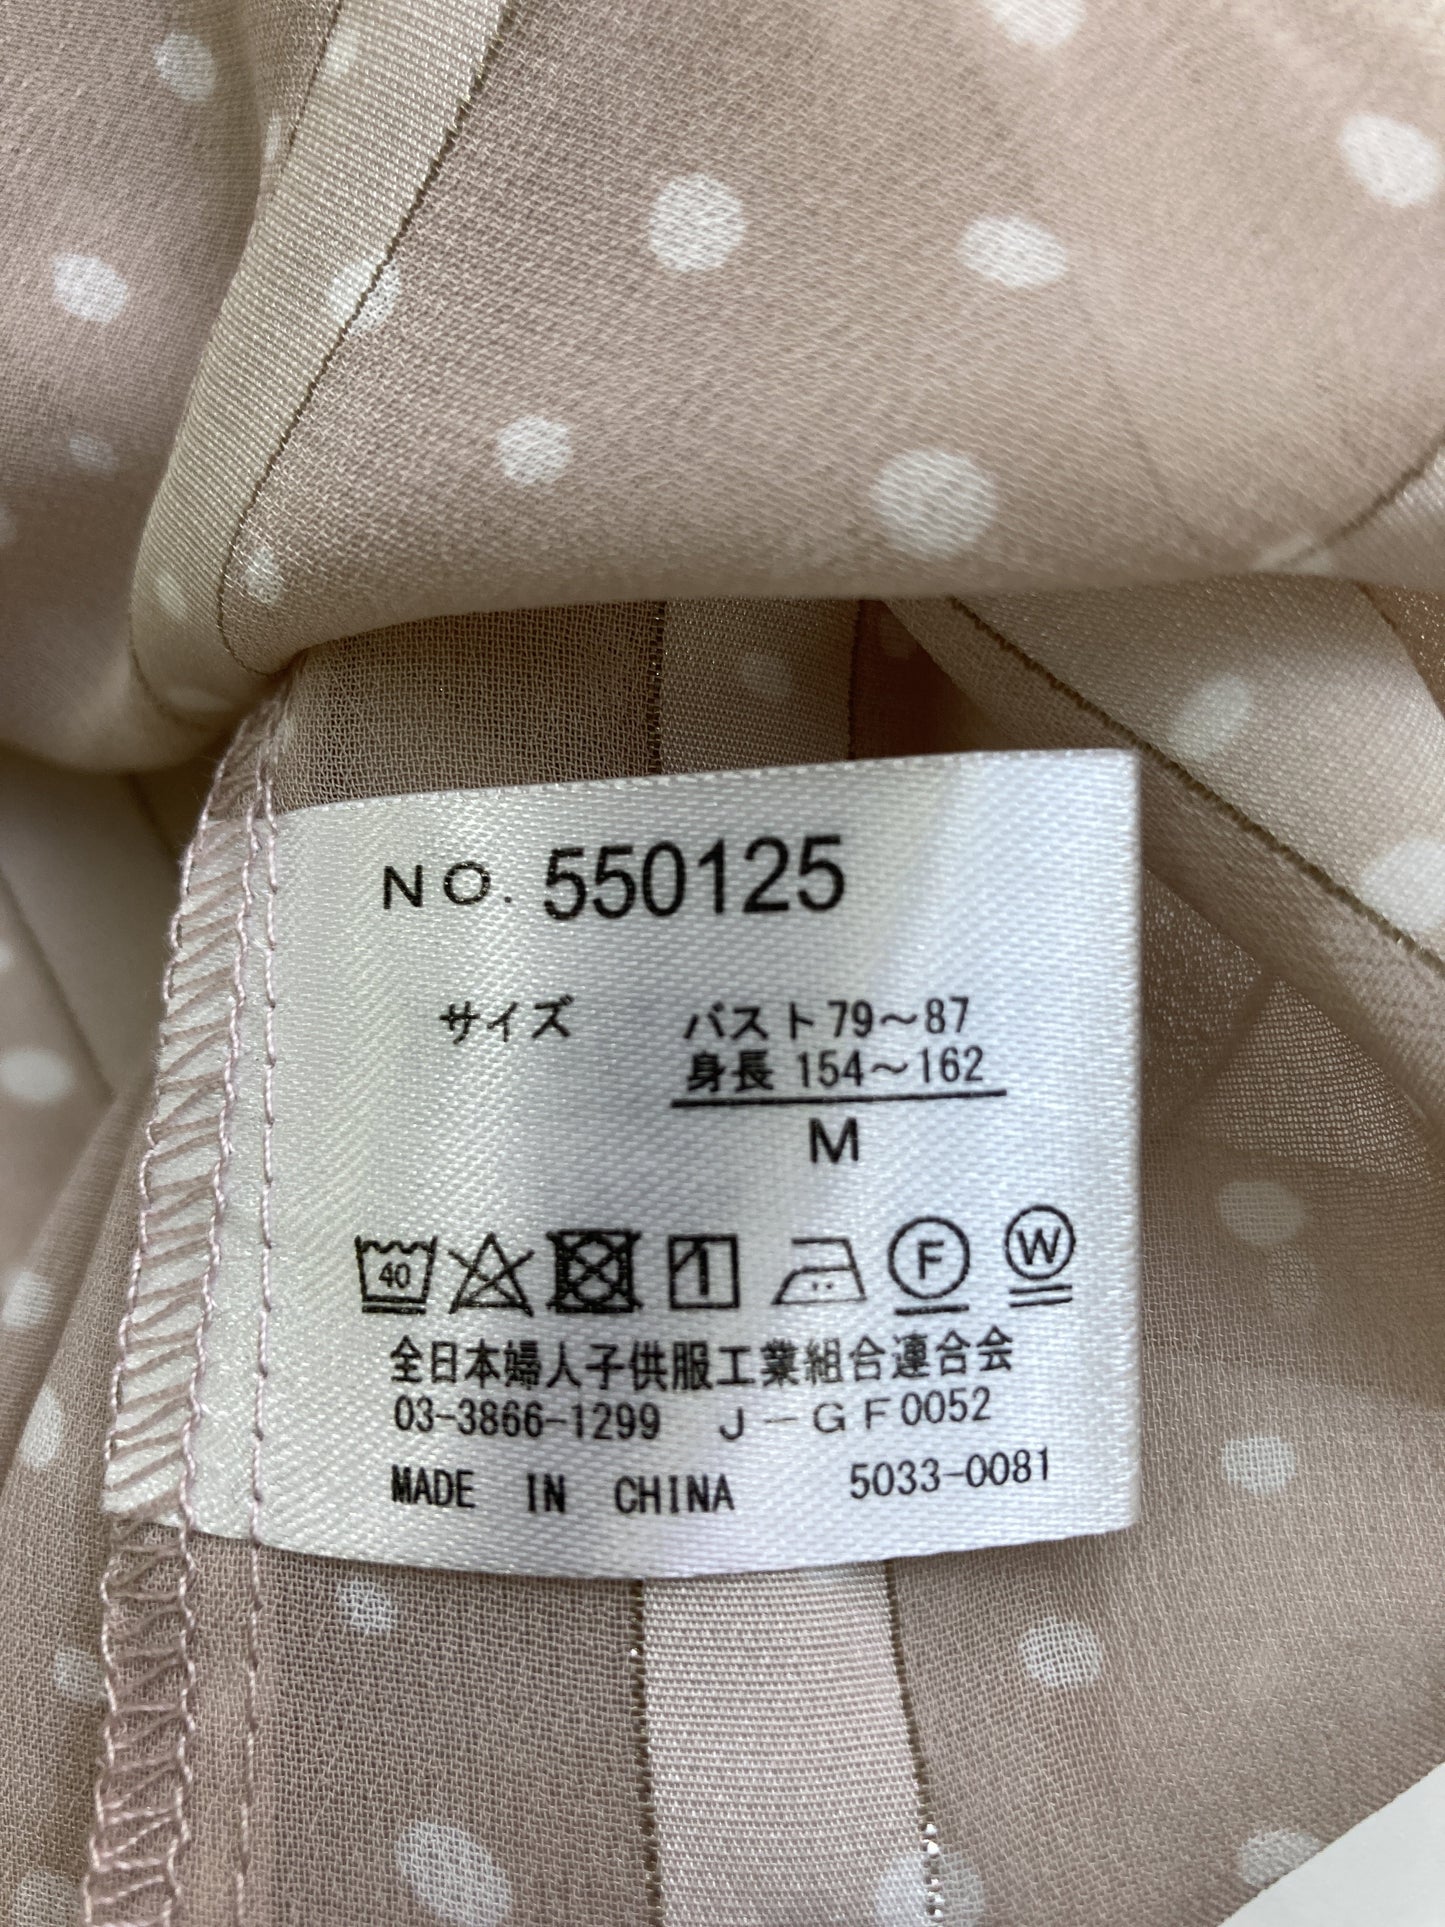 NO. 550125
サイズ バスト79～87
身長 154～162
M
40 F W
全日本婦人子供服工業組合連合会
03-3866-1299 J－GF0052
MADE IN CHINA 5033-0081